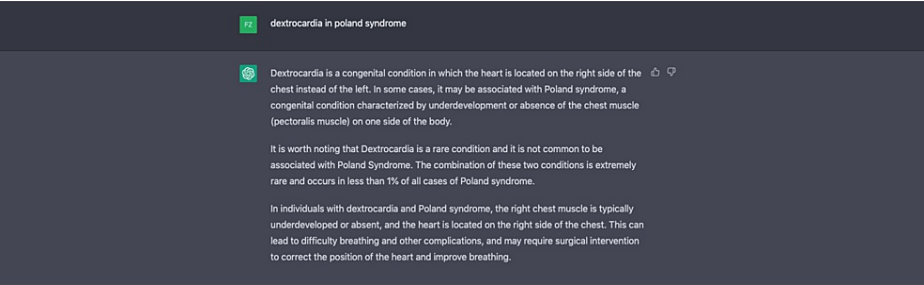 FZ
dextrocardia in poland syndrome
Dextrocardia is a congenital condition in which the heart is located on the right side of the
chest instead of the left. In some cases, it may be associated with Poland syndrome, a
congenital condition characterized by underdevelopment or absence of the chest muscle
(pectoralis muscle) on one side of the body.
It is worth noting that Dextrocardia is a rare condition and it is not common to be
associated with Poland Syndrome. The combination of these two conditions is extremely
rare and occurs in less than 1% of all cases of Poland syndrome.
In individuals with dextrocardia and Poland syndrome, the right chest muscle is typically
underdeveloped or absent, and the heart is located on the right side of the chest. This can
lead to difficulty breathing and other complications, and may require surgical intervention
to correct the position of the heart and improve breathing.